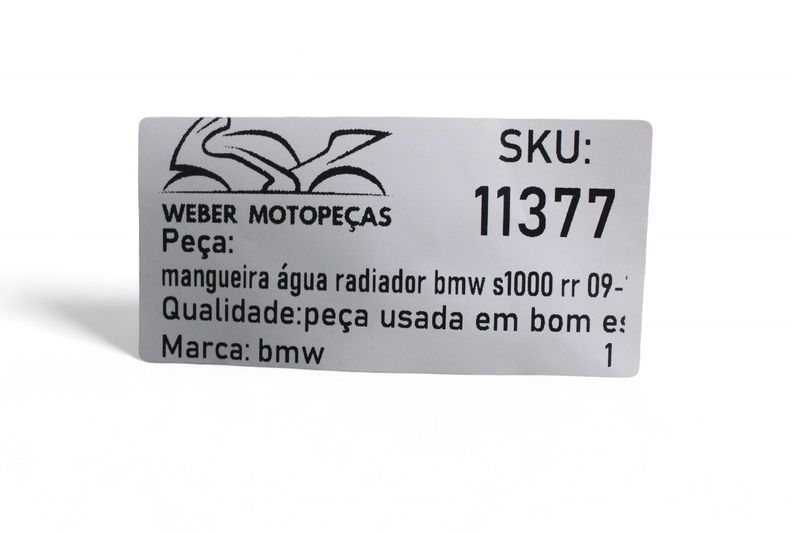 WEBER MOTOPEÇAS
SKU:
11377
Peça:
mangueira água radiador bmw s1000 rr 09-
Qualidade:peça usada em bom es
Marca: bmw
1